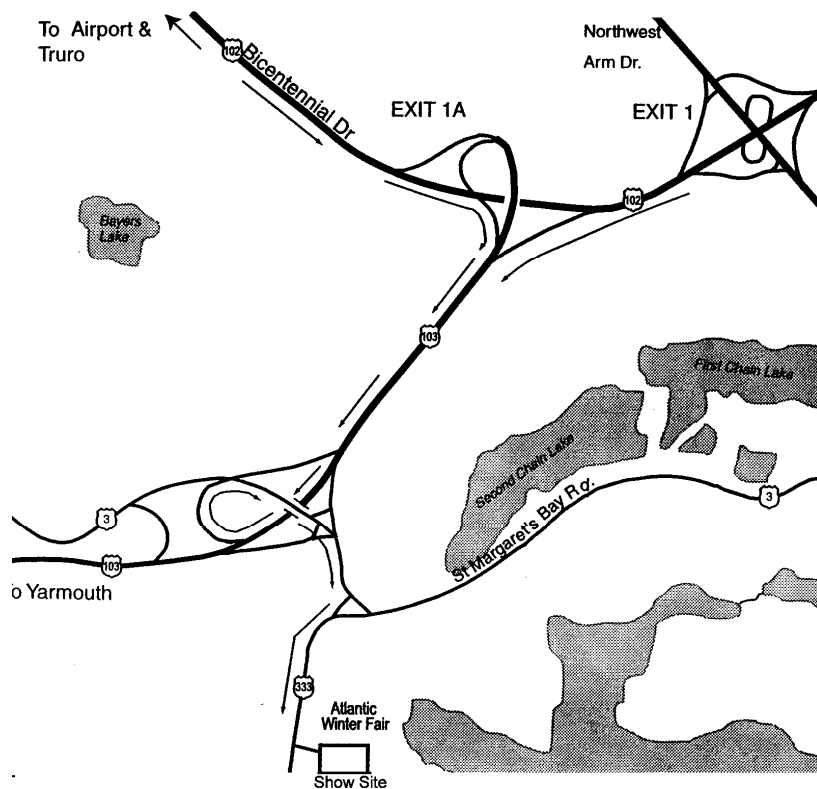 To Airport &
Truro
102
Bicentennial Dr
EXIT 1A
Northwest
Arm Dr.
EXIT 1
102
Bayers
Lake
103
First Chain Lake
Second Chain Lake
St Margaret's Bay Rd.
3
3
103
o Yarmouth
333
Atlantic
Winter Fair
Show Site